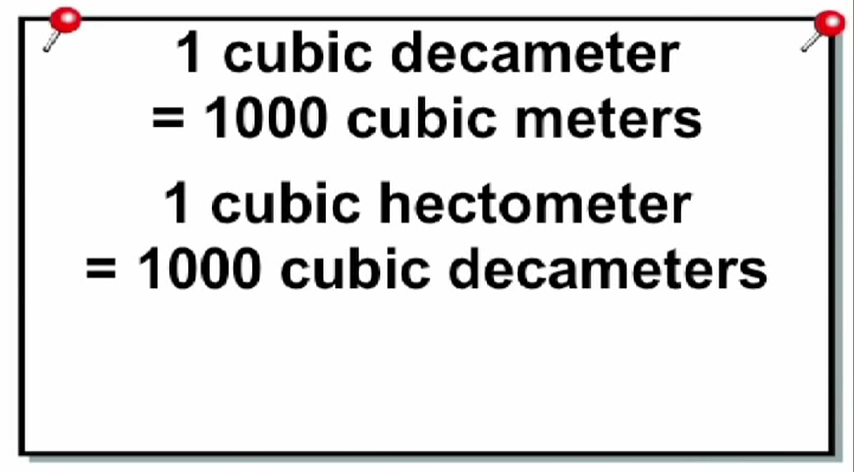 1 cubic decameter
= 1000 cubic meters
1 cubic hectometer
= 1000 cubic decameters